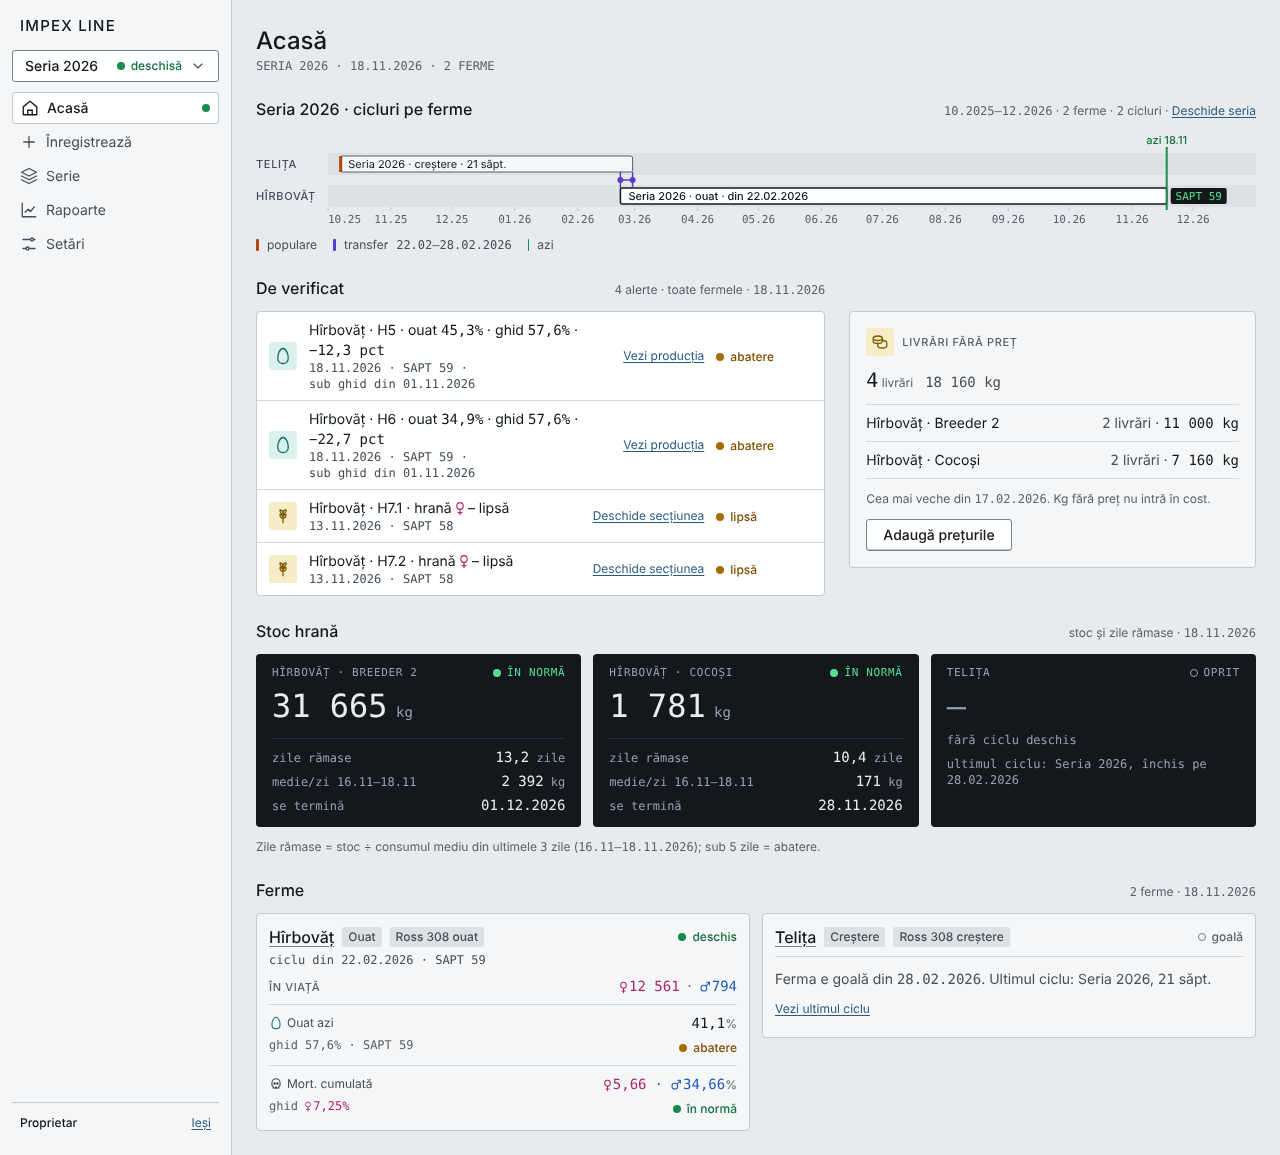 IMPEX LINE
Seria 2026 deschisă
Acasă
Înregistrează
Serie
Rapoarte
Setări
Proprietar Ieși
Acasă
SERIA 2026 · 18.11.2026 · 2 FERME
Seria 2026 · cicluri pe ferme
10.2025–12.2026 · 2 ferme · 2 cicluri · Deschide seria
azi 18.11
TELIȚA Seria 2026 · creștere · 21 săpt.
HÎRBOVĂȚ Seria 2026 · ouat · din 22.02.2026 SAPT 59
10.25 11.25 12.25 01.26 02.26 03.26 04.26 05.26 06.26 07.26 08.26 09.26 10.26 11.26 12.26
populare transfer 22.02–28.02.2026 azi
De verificat
4 alerte · toate fermele · 18.11.2026
Hîrbovăț · H5 · ouat 45,3% · ghid 57,6% ·
−12,3 pct
18.11.2026 · SAPT 59 ·
sub ghid din 01.11.2026
Vezi producția abatere
Hîrbovăț · H6 · ouat 34,9% · ghid 57,6% ·
−22,7 pct
18.11.2026 · SAPT 59 ·
sub ghid din 01.11.2026
Vezi producția abatere
Hîrbovăț · H7.1 · hrană ♀ – lipsă
13.11.2026 · SAPT 58
Deschide secțiunea lipsă
Hîrbovăț · H7.2 · hrană ♀ – lipsă
13.11.2026 · SAPT 58
Deschide secțiunea lipsă
LIVRĂRI FĂRĂ PREȚ
4 livrări 18 160 kg
Hîrbovăț · Breeder 2 2 livrări · 11 000 kg
Hîrbovăț · Cocoși 2 livrări · 7 160 kg
Cea mai veche din 17.02.2026. Kg fără preț nu intră în cost.
Adaugă prețurile
Stoc hrană
stoc și zile rămase · 18.11.2026
HÎRBOVĂȚ · BREEDER 2 ÎN NORMĂ
31 665 kg
zile rămase 13,2 zile
medie/zi 16.11–18.11 2 392 kg
se termină 01.12.2026
HÎRBOVĂȚ · COCOȘI ÎN NORMĂ
1 781 kg
zile rămase 10,4 zile
medie/zi 16.11–18.11 171 kg
se termină 28.11.2026
TELIȚA OPRIT
—
fără ciclu deschis
ultimul ciclu: Seria 2026, închis pe
28.02.2026
Zile rămase = stoc ÷ consumul mediu din ultimele 3 zile (16.11–18.11.2026); sub 5 zile = abatere.
Ferme
2 ferme · 18.11.2026
Hîrbovăț Ouat Ross 308 ouat deschis
ciclu din 22.02.2026 · SAPT 59
ÎN VIAȚĂ ♀12 561 · ♂794
Ouat azi 41,1%
ghid 57,6% · SAPT 59 abatere
Mort. cumulată ♀5,66 · ♂34,66%
ghid ♀7,25% în normă
Telița Creștere Ross 308 creștere goală
Ferma e goală din 28.02.2026. Ultimul ciclu: Seria 2026, 21 săpt.
Vezi ultimul ciclu